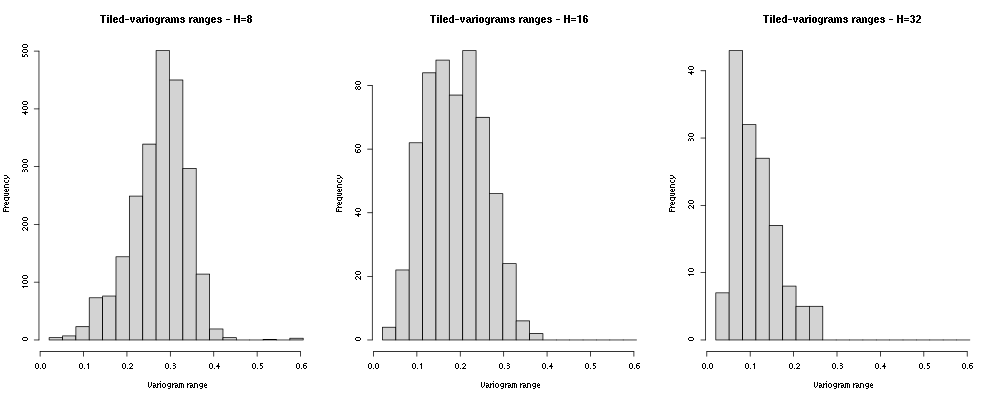 Tiled-variograms ranges - H=8
Frequency
0
100
200
300
400
500
0.0 0.1 0.2 0.3 0.4 0.5 0.6
Variogram range
Tiled-variograms ranges - H=16
Frequency
0
20
40
60
80
0.0 0.1 0.2 0.3 0.4 0.5 0.6
Variogram range
Tiled-variograms ranges - H=32
Frequency
0
10
20
30
40
0.0 0.1 0.2 0.3 0.4 0.5 0.6
Variogram range